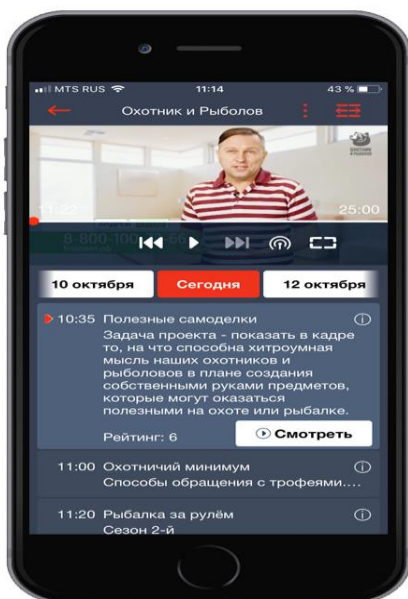 MTS RUS 11:14 43 %
Охотник и Рыболов
ОХОТНИК
И РЫБОЛОВ
25:00
10 октября Сегодня 12 октября
10:35 Полезные самоделки
Задача проекта - показать в кадре
то, на что способна хитроумная
мысль наших охотников и
рыболовов в плане создания
собственными руками предметов,
которые могут оказаться
полезными на охоте или рыбалке.
Рейтинг: 6 Смотреть
11:00 Охотничий минимум
Способы обращения с трофеями....
11:20 Рыбалка за рулём
Сезон 2-й